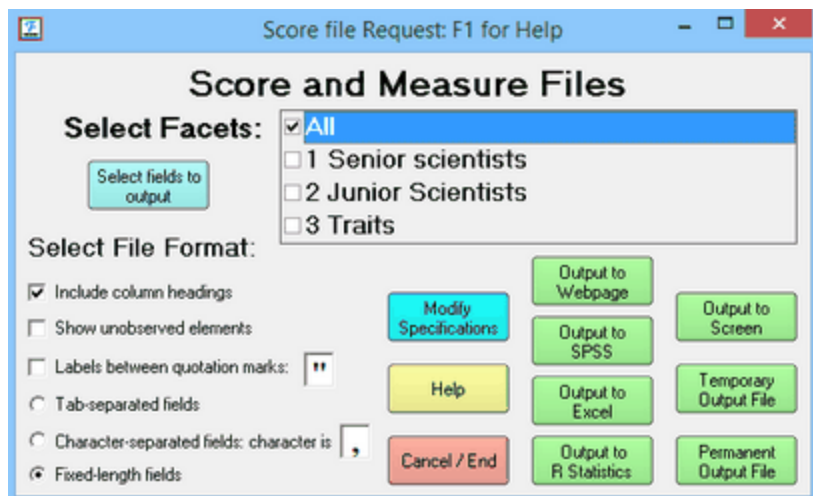 Score file Request: F1 for Help
Score and Measure Files
Select Facets:
All
1 Senior scientists
2 Junior Scientists
3 Traits
Select fields to
output
Select File Format:
Include column headings
Show unobserved elements
Labels between quotation marks: "
Tab-separated fields
Character-separated fields: character is ,
Fixed-length fields
Modify
Specifications
Help
Cancel / End
Output to
Webpage
Output to
SPSS
Output to
Excel
Output to
R Statistics
Output to
Screen
Temporary
Output File
Permanent
Output File